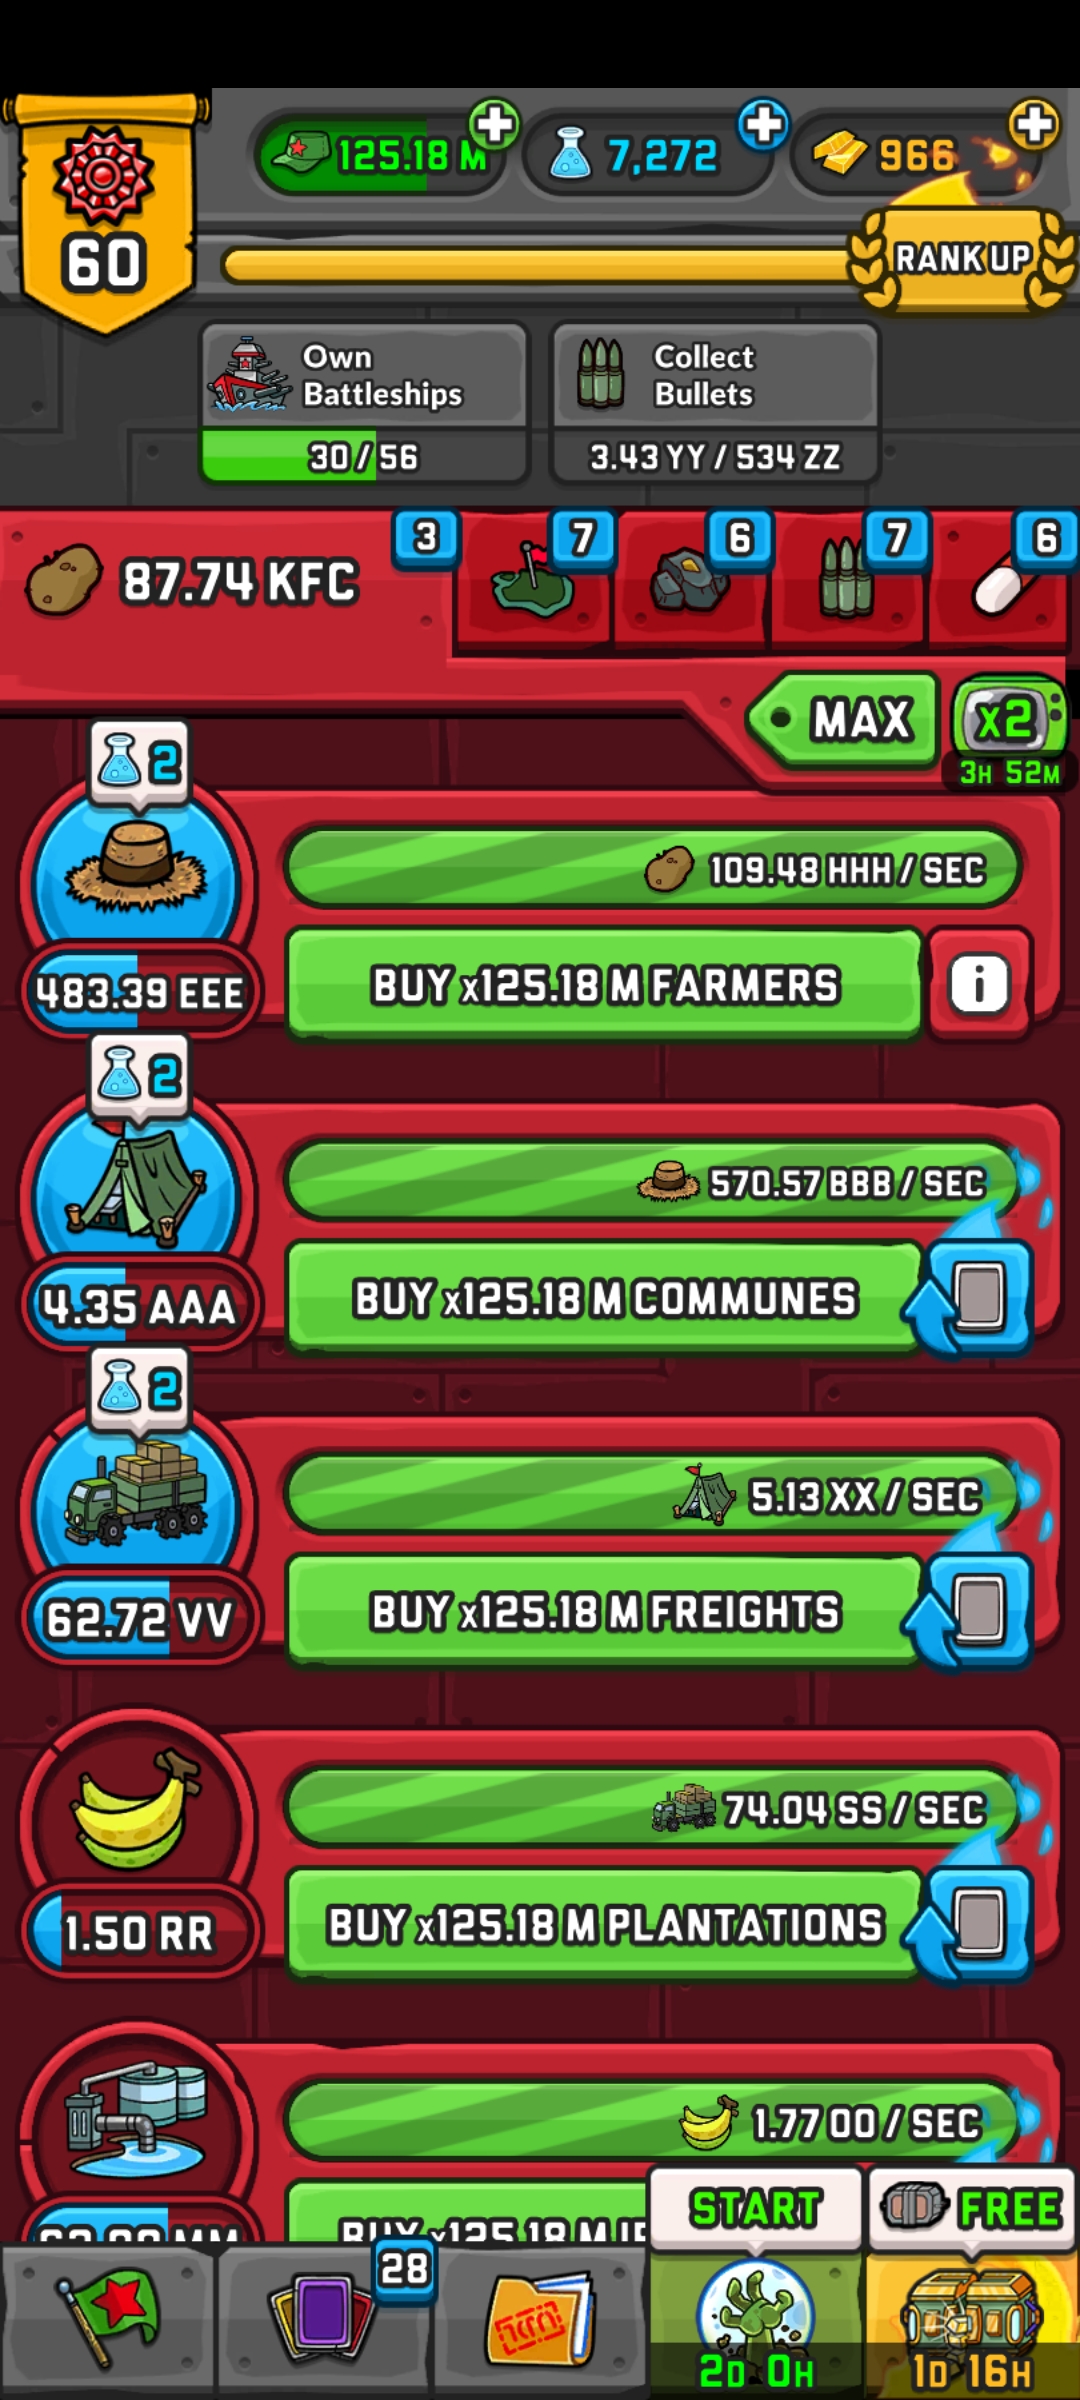 125.18 M
7,272
966
60
RANK UP
Own
Battleships
30 / 56
Collect
Bullets
3.43 YY / 534 ZZ
87.74 KFC
3
7
6
7
6
MAX
x2
3H 52M
2
109.48 HHH / SEC
483.39 EEE
BUY x125.18 M FARMERS
i
2
570.57 BBB / SEC
4.35 AAA
BUY x125.18 M COMMUNES
2
5.13 XX / SEC
62.72 VV
BUY x125.18 M FREIGHTS
74.04 SS / SEC
1.50 RR
BUY x125.18 M PLANTATIONS
1.77 OO / SEC
MM
BUY x125.18 M
START
FREE
28
2D 0H
1D 16H